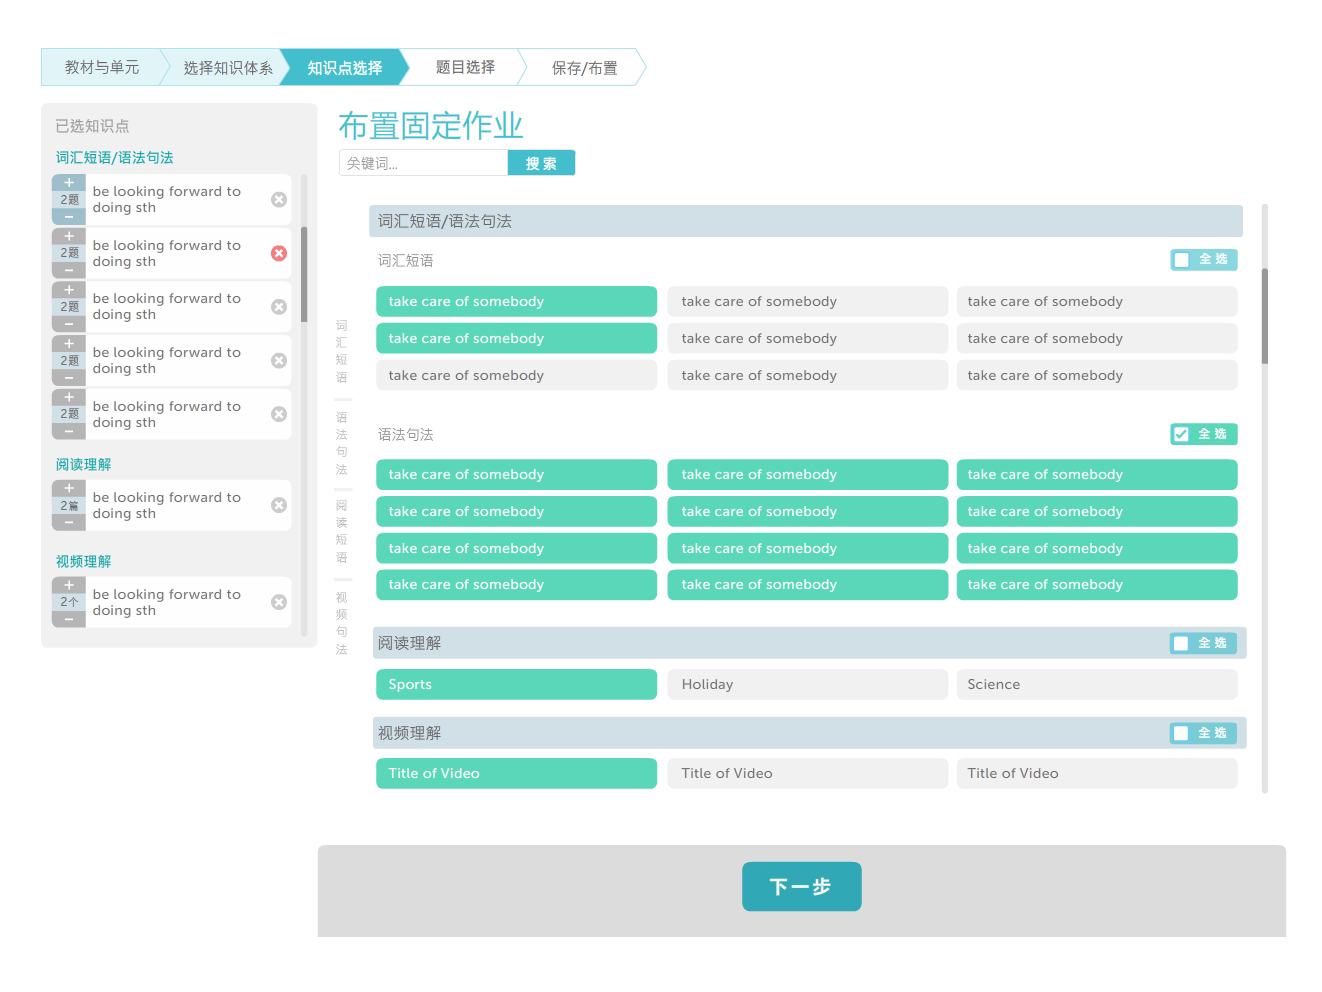 教材与单元
选择知识体系
知识点选择
题目选择
保存/布置
已选知识点
词汇短语/语法句法
+
2题
−
be looking forward to
doing sth
+
2题
−
be looking forward to
doing sth
+
2题
−
be looking forward to
doing sth
+
2题
−
be looking forward to
doing sth
+
2题
−
be looking forward to
doing sth
阅读理解
+
2篇
−
be looking forward to
doing sth
视频理解
+
2个
−
be looking forward to
doing sth
布置固定作业
关键词...
搜 索
词汇短语
语法句法
阅读短语
视频句法
词汇短语/语法句法
词汇短语
全 选
take care of somebody
take care of somebody
take care of somebody
take care of somebody
take care of somebody
take care of somebody
take care of somebody
take care of somebody
take care of somebody
语法句法
全 选
take care of somebody
take care of somebody
take care of somebody
take care of somebody
take care of somebody
take care of somebody
take care of somebody
take care of somebody
take care of somebody
take care of somebody
take care of somebody
take care of somebody
阅读理解
全 选
Sports
Holiday
Science
视频理解
全 选
Title of Video
Title of Video
Title of Video
下一步